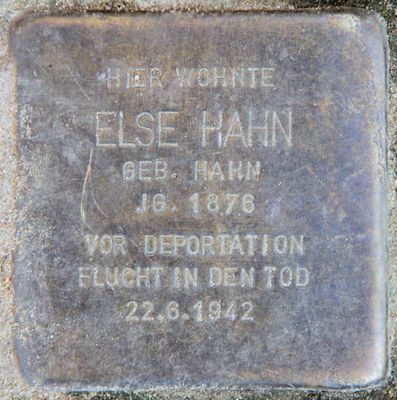 HIER WOHNTE
ELSE HAHN
GEB. HAHN
JG. 1876
VOR DEPORTATION
FLUCHT IN DEN TOD
22.6.1942